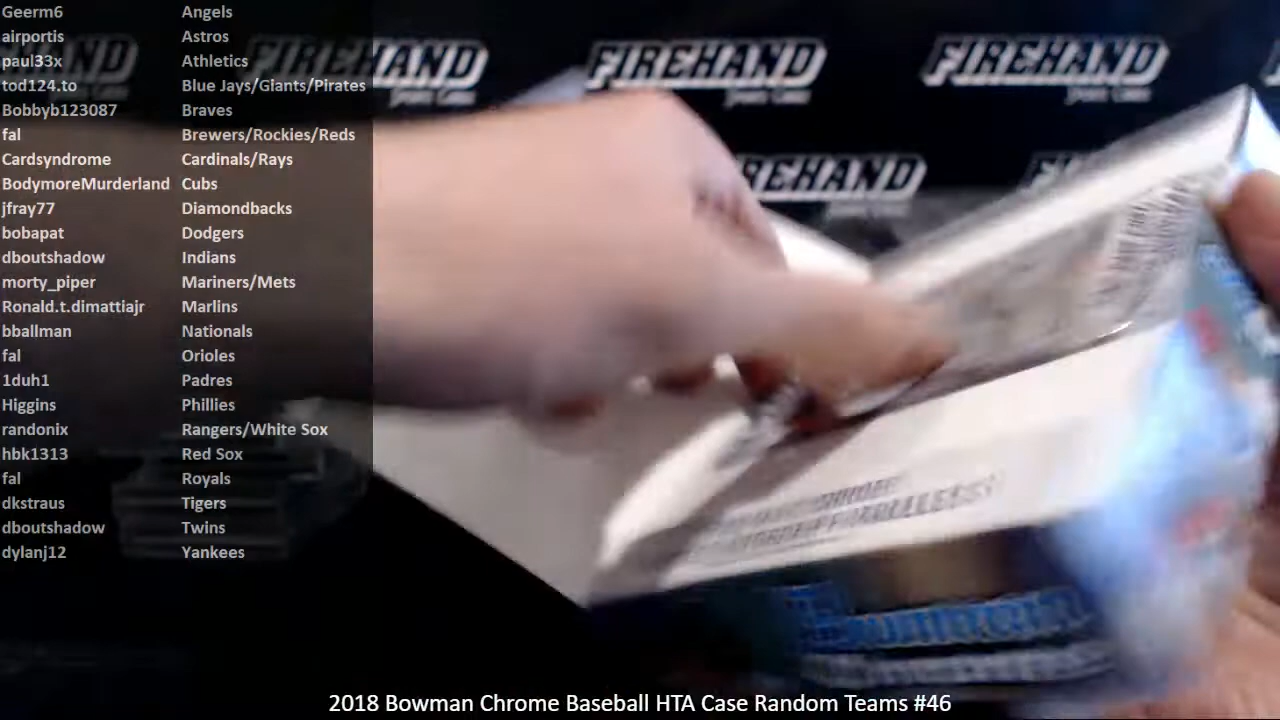 Geerm6 Angels
airportis Astros
paul33x Athletics
tod124.to Blue Jays/Giants/Pirates
Bobbyb123087 Braves
fal Brewers/Rockies/Reds
Cardsyndrome Cardinals/Rays
BodymoreMurderland Cubs
jfray77 Diamondbacks
bobapat Dodgers
dboutshadow Indians
morty_piper Mariners/Mets
Ronald.t.dimattiajr Marlins
bballman Nationals
fal Orioles
1duh1 Padres
Higgins Phillies
randonix Rangers/White Sox
hbk1313 Red Sox
fal Royals
dkstraus Tigers
dboutshadow Twins
dylanj12 Yankees
FIREHAND
FIREHAND
FIREHAND
Bowman
2018 Bowman Chrome Baseball HTA Case Random Teams #46